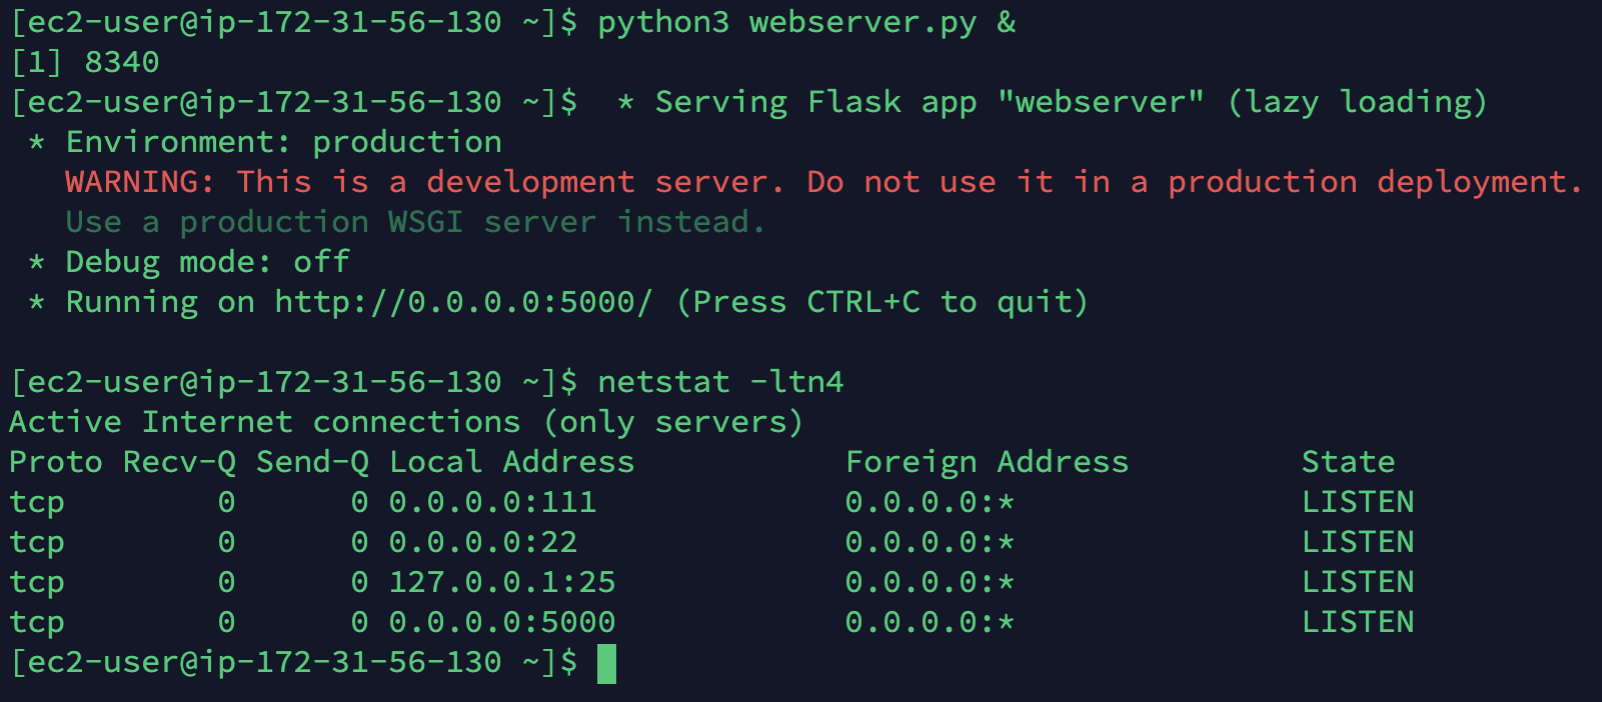 [ec2-user@ip-172-31-56-130 ~]$ python3 webserver.py &
[1] 8340
[ec2-user@ip-172-31-56-130 ~]$  * Serving Flask app "webserver" (lazy loading)
 * Environment: production
   WARNING: This is a development server. Do not use it in a production deployment.
   Use a production WSGI server instead.
 * Debug mode: off
 * Running on http://0.0.0.0:5000/ (Press CTRL+C to quit)

[ec2-user@ip-172-31-56-130 ~]$ netstat -ltn4
Active Internet connections (only servers)
Proto Recv-Q Send-Q Local Address           Foreign Address         State
tcp        0      0 0.0.0.0:111             0.0.0.0:*               LISTEN
tcp        0      0 0.0.0.0:22              0.0.0.0:*               LISTEN
tcp        0      0 127.0.0.1:25            0.0.0.0:*               LISTEN
tcp        0      0 0.0.0.0:5000            0.0.0.0:*               LISTEN
[ec2-user@ip-172-31-56-130 ~]$